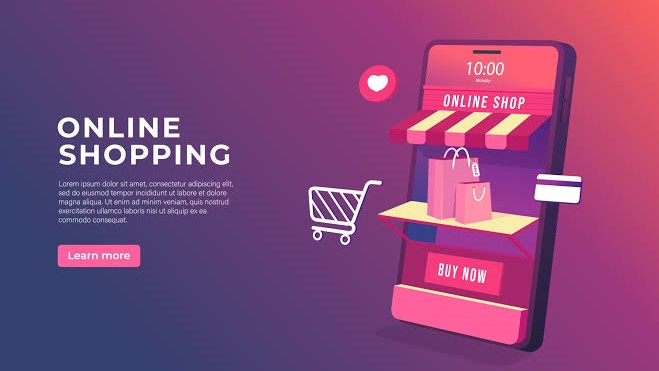 ONLINE
SHOPPING
Lorem ipsum dolor sit amet, consectetur adipiscing elit,
sed do eiusmod tempor incididunt ut labore et dolore
magna aliqua. Ut enim ad minim veniam, quis nostrud
exercitation ullamco laboris nisi ut aliquip ex ea
commodo consequat.
Learn more
10:00
Monday
ONLINE SHOP
BUY NOW